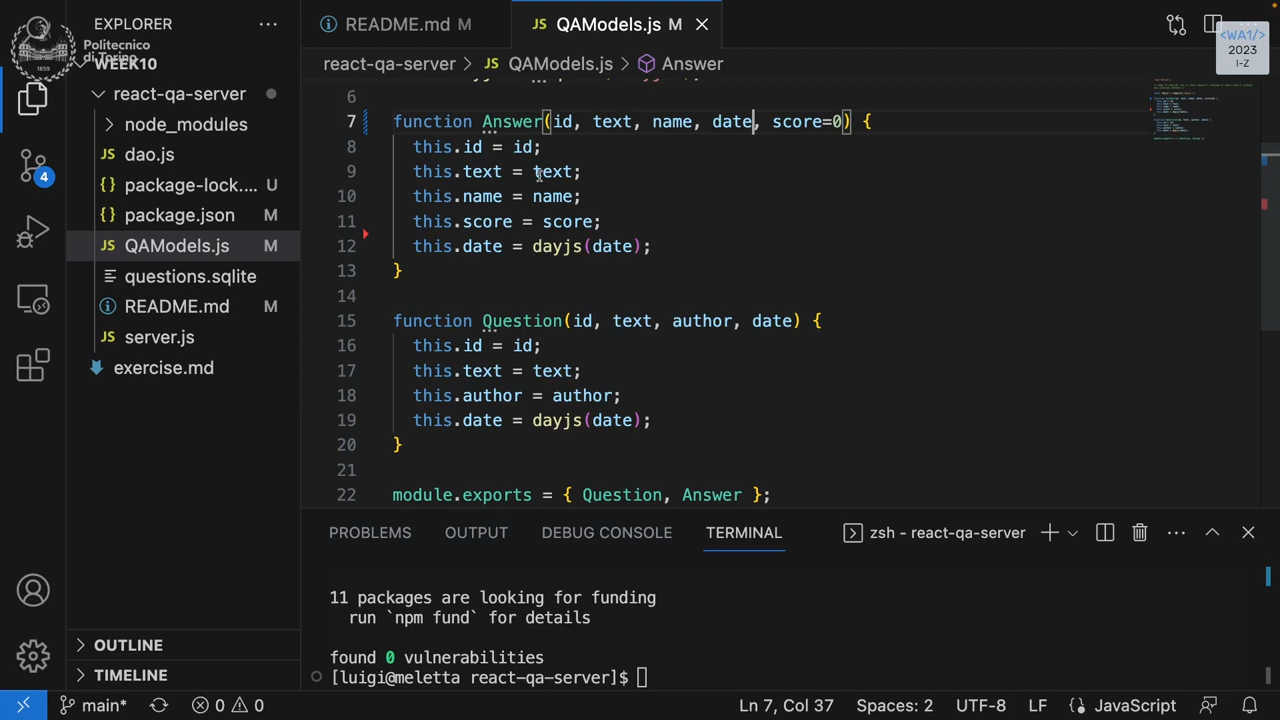 EXPLORER
README.md M
JS QAModels.js M
<WA1/>
2023
I-Z
Politecnico
di Torino
1859
WEEK10
react-qa-server > JS QAModels.js > Answer
react-qa-server
node_modules
JS dao.js
{} package-lock.... U
{} package.json M
JS QAModels.js M
questions.sqlite
README.md M
JS server.js
exercise.md
4
6
7 function Answer(id, text, name, date, score=0) {
8 this.id = id;
9 this.text = text;
10 this.name = name;
11 this.score = score;
12 this.date = dayjs(date);
13 }
14
15 function Question(id, text, author, date) {
16 this.id = id;
17 this.text = text;
18 this.author = author;
19 this.date = dayjs(date);
20 }
21
22 module.exports = { Question, Answer };
PROBLEMS OUTPUT DEBUG CONSOLE TERMINAL zsh - react-qa-server
11 packages are looking for funding
run `npm fund` for details
found 0 vulnerabilities
[luigi@meletta react-qa-server]$
OUTLINE
TIMELINE
main* 0 0 Ln 7, Col 37 Spaces: 2 UTF-8 LF {} JavaScript